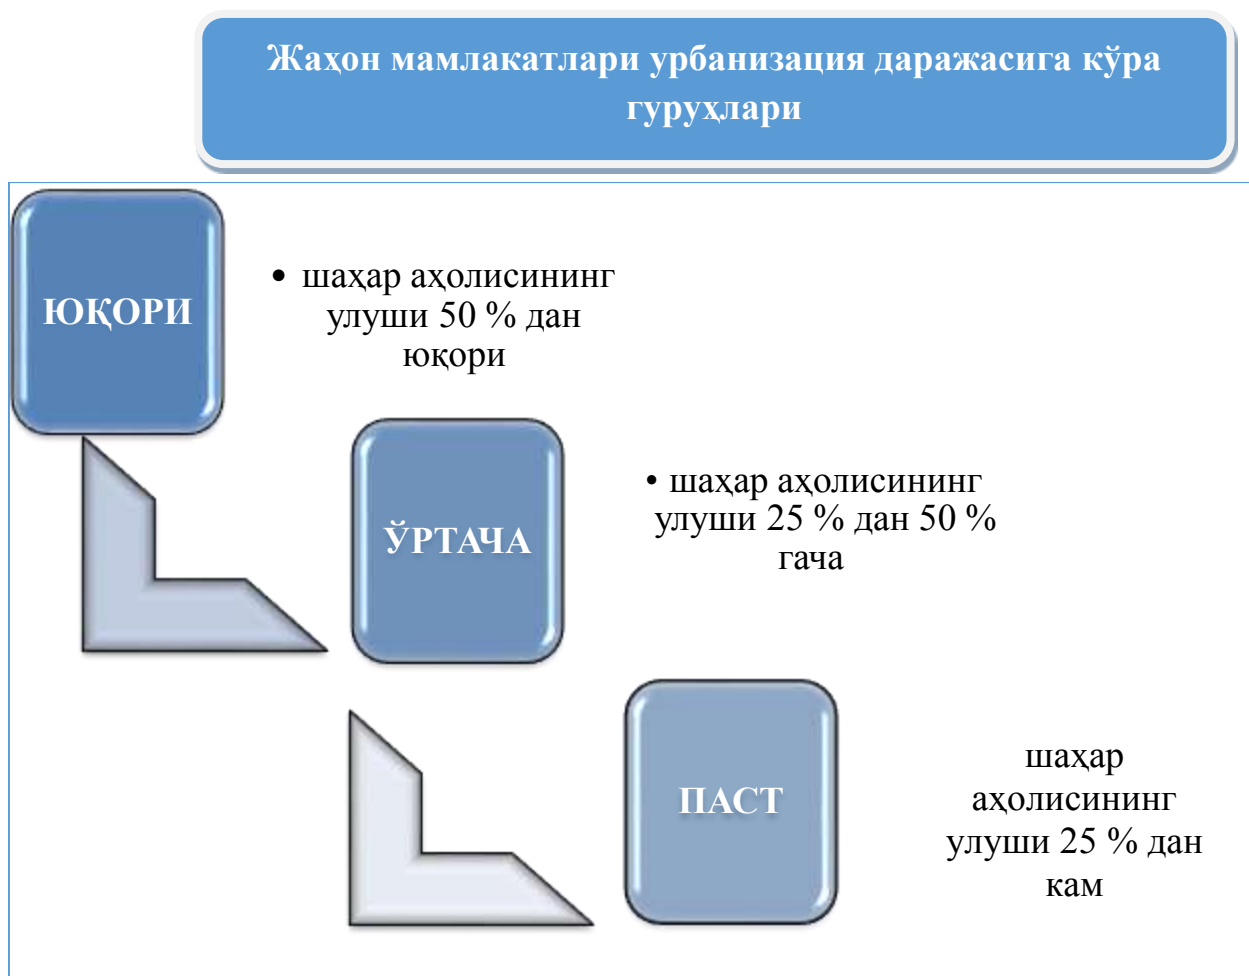 Жаҳон мамлакатлари урбанизация даражасига кўра
гуруҳлари
ЮҚОРИ
• шаҳар аҳолисининг
улуши 50 % дан
юқори
ЎРТАЧА
• шаҳар аҳолисининг
улуши 25 % дан 50 %
гача
ПАСТ
шаҳар
аҳолисининг
улуши 25 % дан
кам